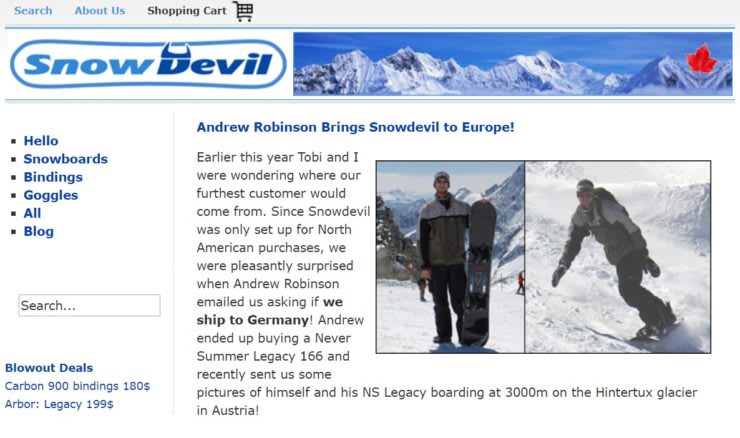 Search About Us Shopping Cart
SnowDevil
Hello
Snowboards
Bindings
Goggles
All
Blog
Search...
Blowout Deals
Carbon 900 bindings 180$
Arbor: Legacy 199$
Andrew Robinson Brings Snowdevil to Europe!
Earlier this year Tobi and I
were wondering where our
furthest customer would
come from. Since Snowdevil
was only set up for North
American purchases, we
were pleasantly surprised
when Andrew Robinson
emailed us asking if we
ship to Germany! Andrew
ended up buying a Never
Summer Legacy 166 and
recently sent us some
pictures of himself and his NS Legacy boarding at 3000m on the Hintertux glacier
in Austria!